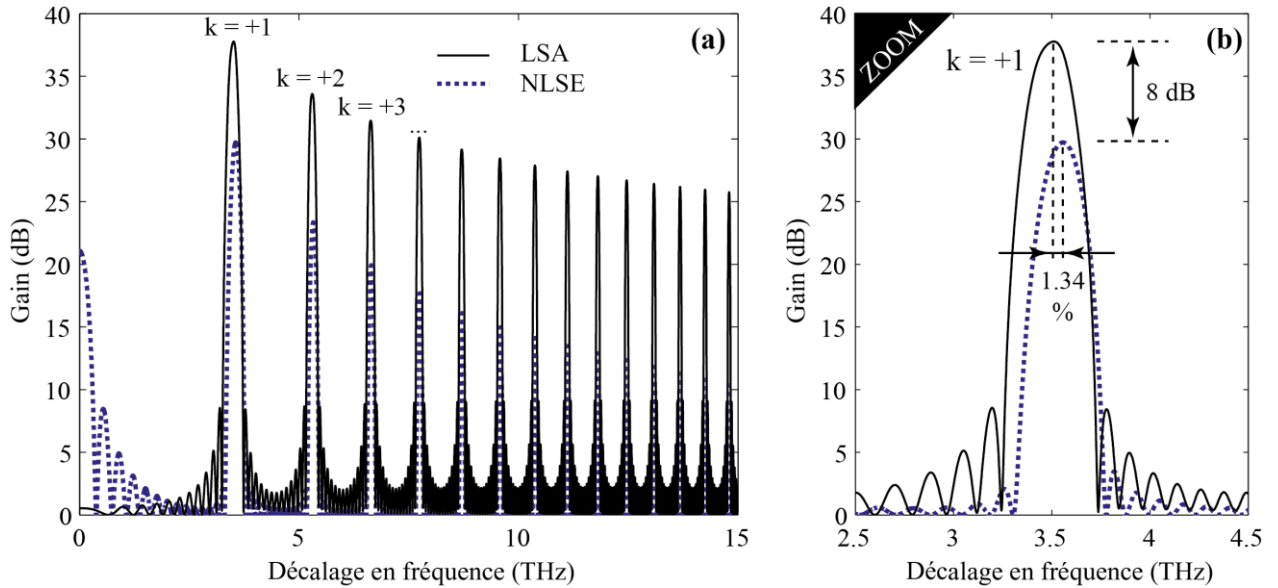 40
35
30
25
20
15
10
5
0
Gain (dB)
k = +1
k = +2
k = +3
...
(a)
LSA
NLSE
0
5
10
15
Décalage en fréquence (THz)
40
35
30
25
20
15
10
5
0
Gain (dB)
ZOOM
k = +1
(b)
8 dB
1.34
%
2.5
3
3.5
4
4.5
Décalage en fréquence (THz)